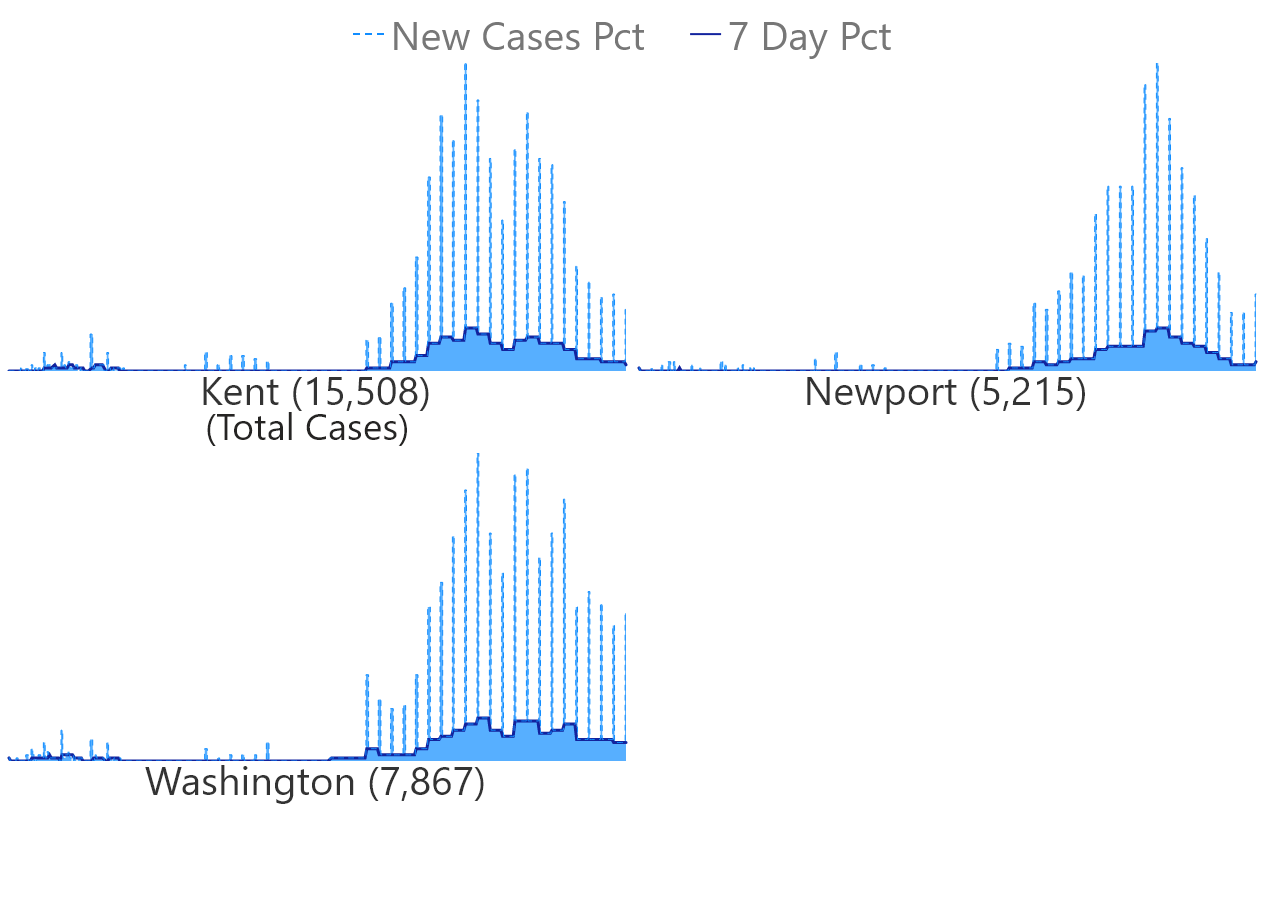 New Cases Pct 7 Day Pct
Kent (15,508)
(Total Cases)
Newport (5,215)
Washington (7,867)